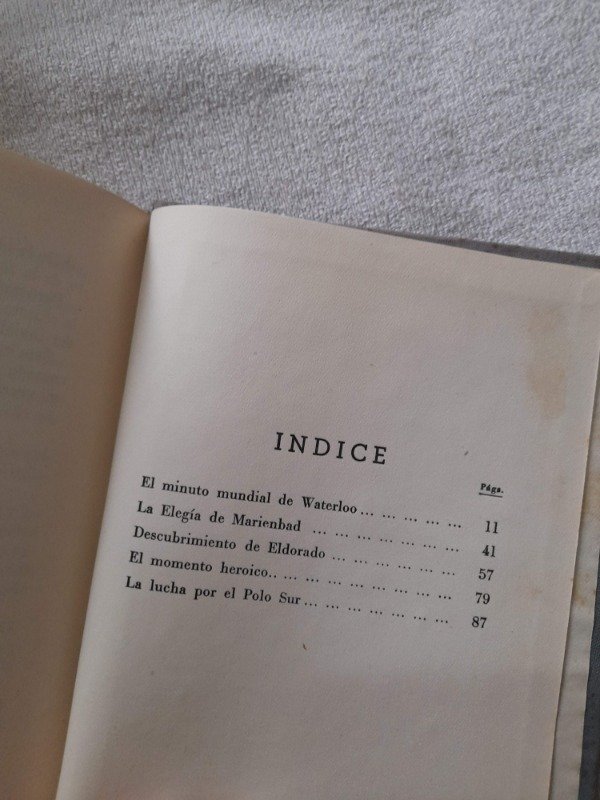 INDICE
Págs.
El minuto mundial de Waterloo... ... ... ... ... 11
La Elegía de Marienbad ... ... ... ... ... ... 41
Descubrimiento de Eldorado ... ... ... ... ... 57
El momento heroico.. ... ... ... ... ... ... ... 79
La lucha por el Polo Sur... ... ... ... ... ... ... 87